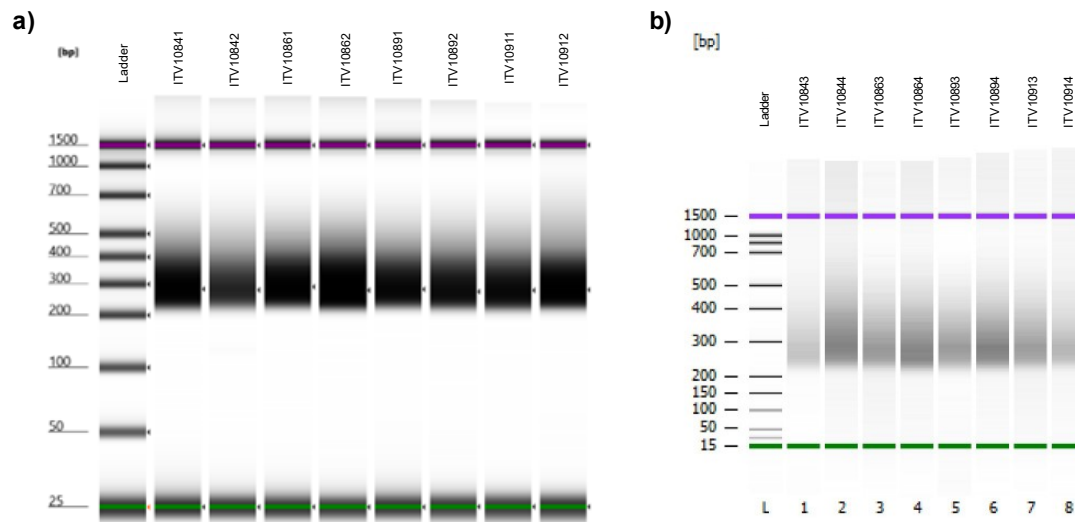 a)
[bp]
Ladder
ITV10841
ITV10842
ITV10861
ITV10862
ITV10891
ITV10892
ITV10911
ITV10912
1500
1000
700
500
400
300
200
100
50
25
b)
[bp]
Ladder
ITV10843
ITV10844
ITV10863
ITV10864
ITV10893
ITV10894
ITV10913
ITV10914
1500
1000
700
500
400
300
200
150
100
50
15
L 1 2 3 4 5 6 7 8